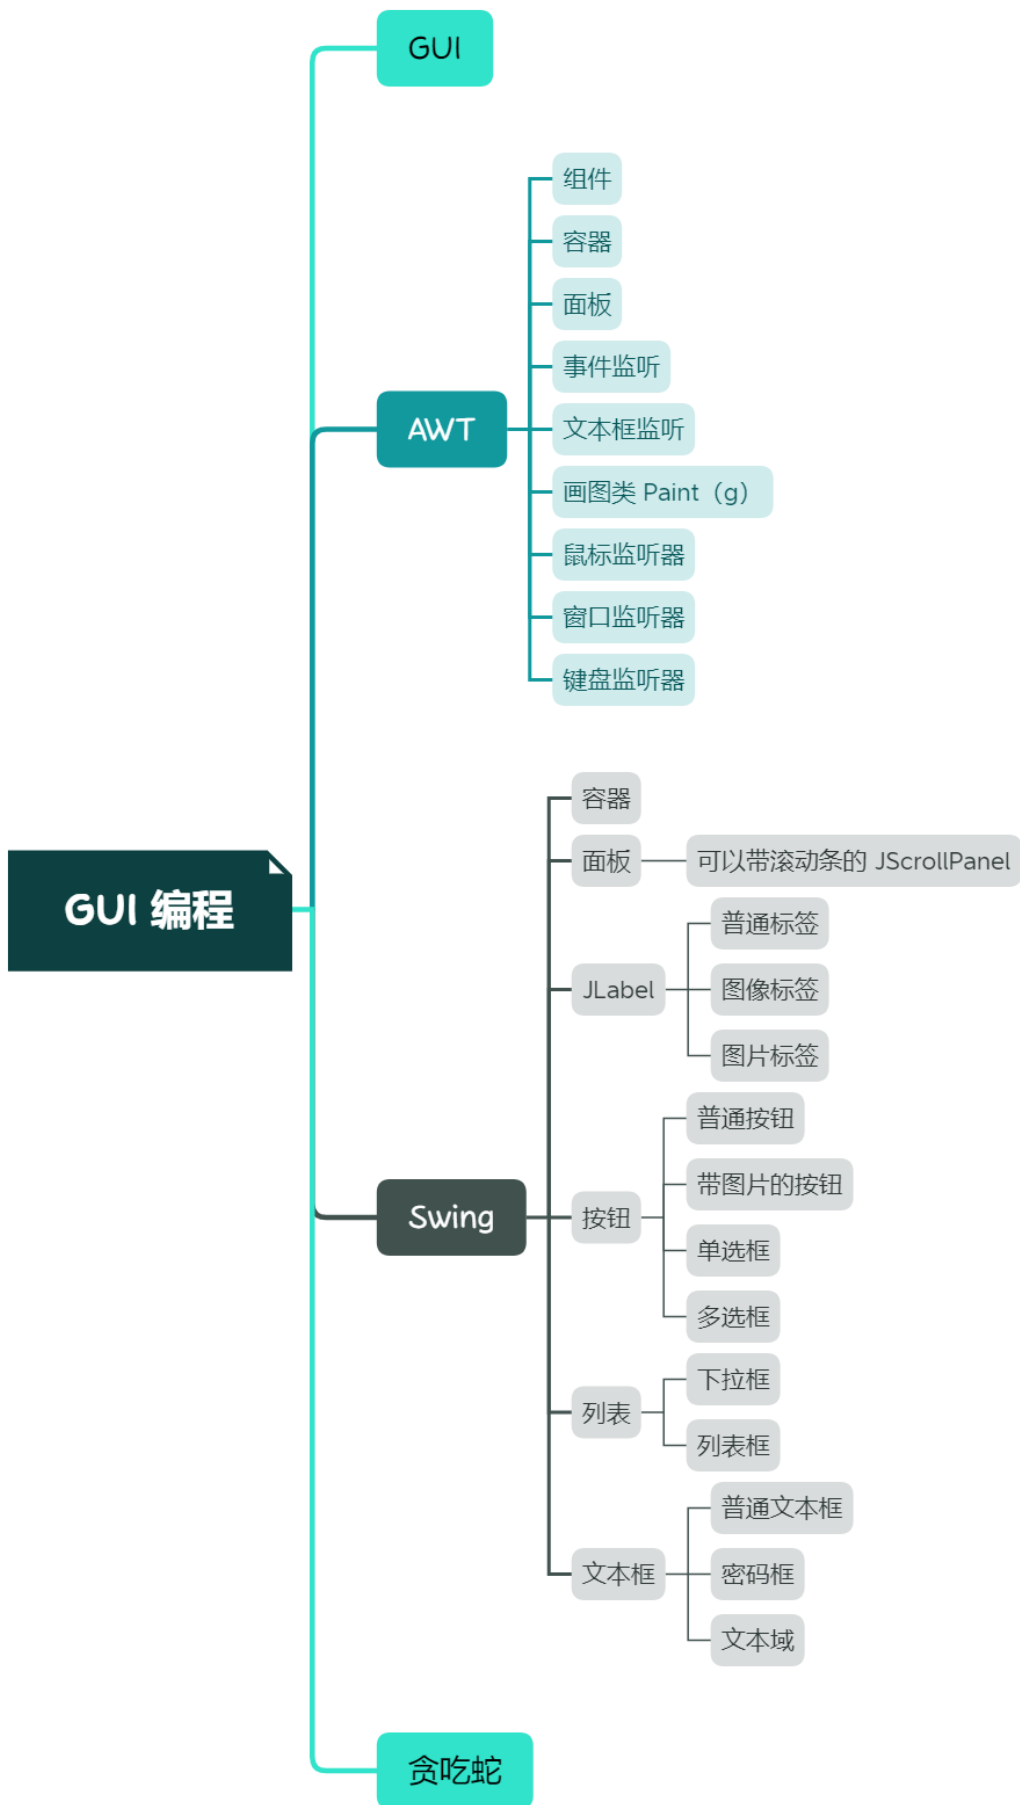 GUI
组件
容器
面板
事件监听
AWT
文本框监听
画图类 Paint（g）
鼠标监听器
窗口监听器
键盘监听器
容器
面板
可以带滚动条的 JScrollPanel
GUI 编程
普通标签
JLabel
图像标签
图片标签
普通按钮
带图片的按钮
Swing
按钮
单选框
多选框
下拉框
列表
列表框
普通文本框
文本框
密码框
文本域
贪吃蛇